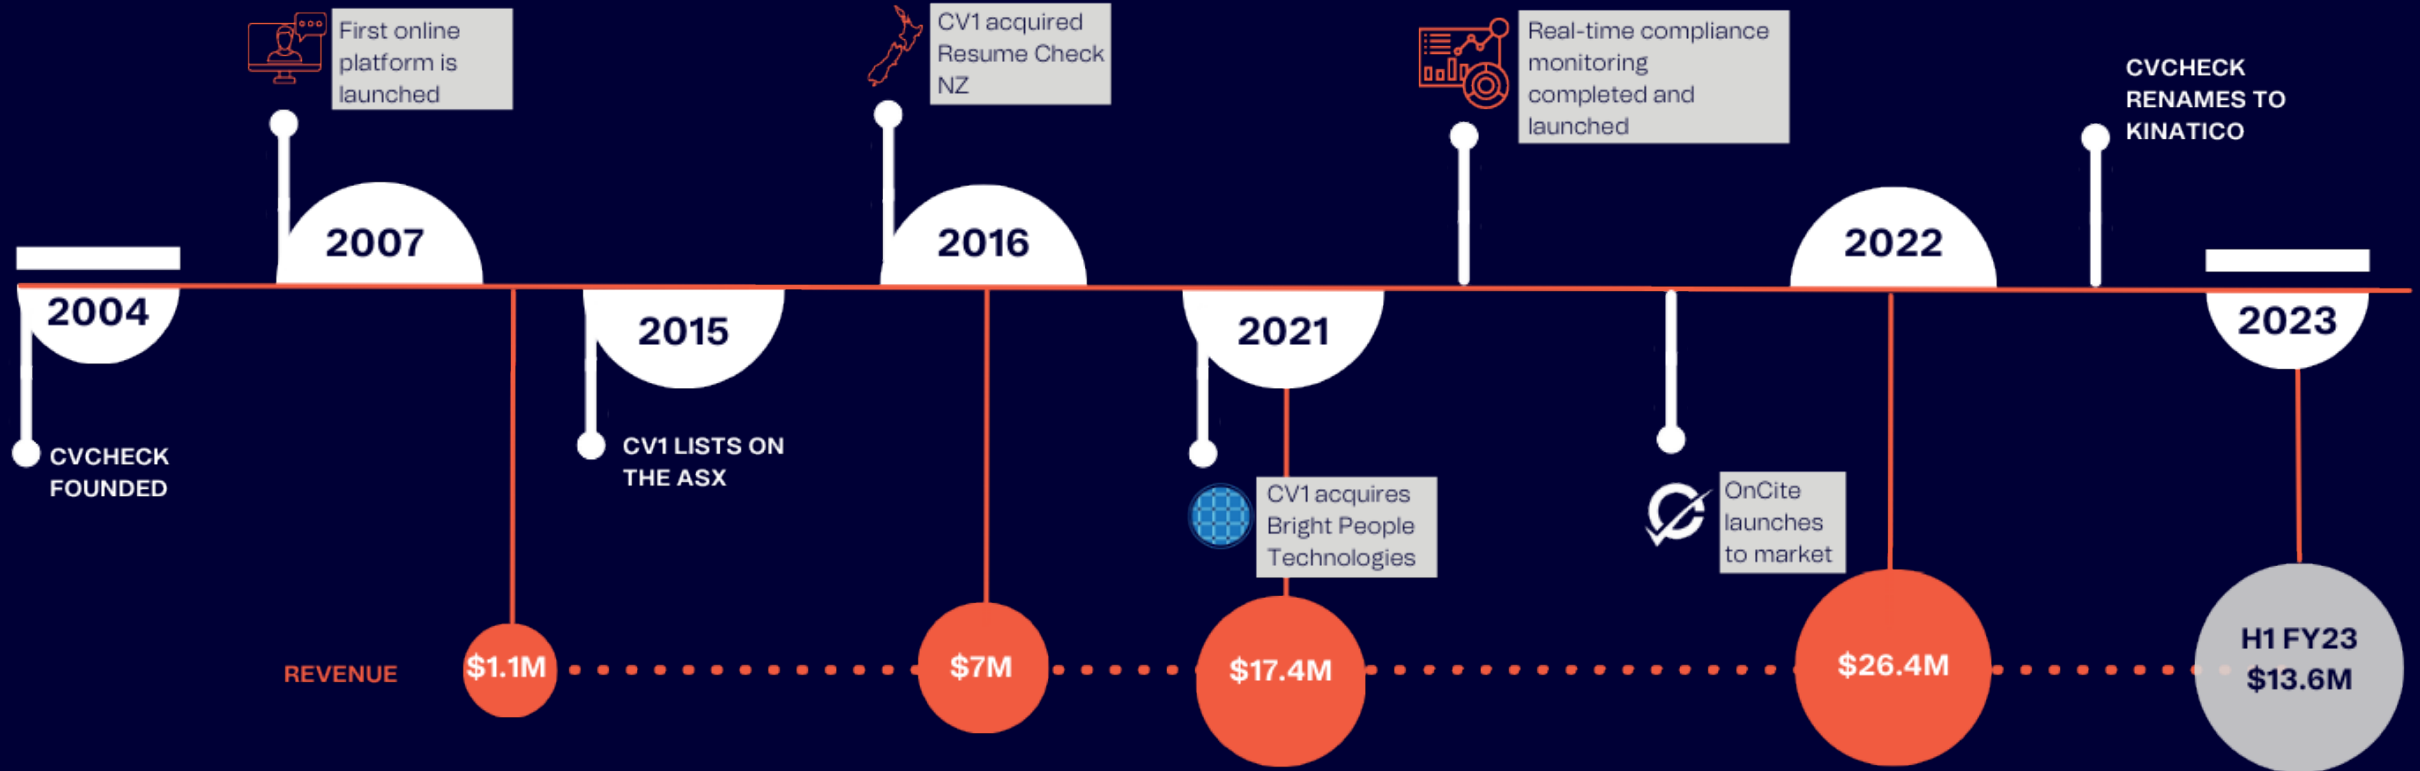 First online
platform is
launched
CV1 acquired
Resume Check
NZ
Real-time compliance
monitoring
completed and
launched
CVCHECK
RENAMES TO
KINATICO
2007
2016
2022
2004
2015
2021
2023
CVCHECK
FOUNDED
CV1 LISTS ON
THE ASX
CV1 acquires
Bright People
Technologies
OnCite
launches
to market
REVENUE
$1.1M
$7M
$17.4M
$26.4M
H1 FY23
$13.6M